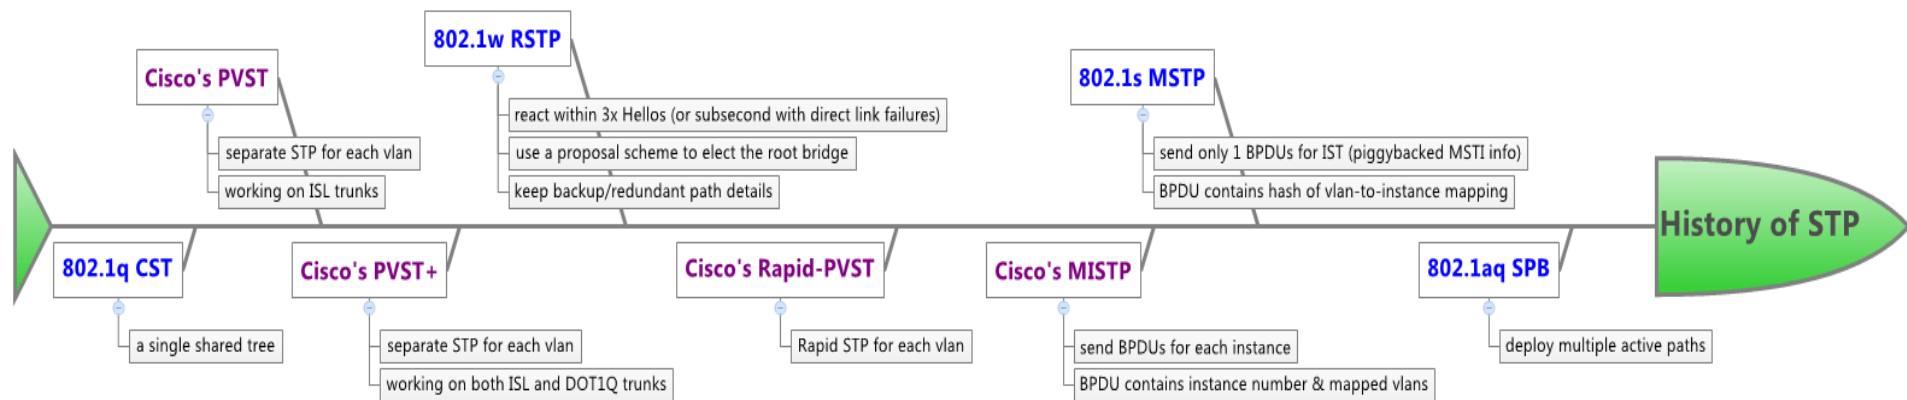 802.1w RSTP
react within 3x Hellos (or subsecond with direct link failures)
use a proposal scheme to elect the root bridge
keep backup/redundant path details
Cisco's PVST
separate STP for each vlan
working on ISL trunks
802.1s MSTP
send only 1 BPDUs for IST (piggybacked MSTI info)
BPDU contains hash of vlan-to-instance mapping
History of STP
802.1q CST
a single shared tree
Cisco's PVST+
separate STP for each vlan
working on both ISL and DOT1Q trunks
Cisco's Rapid-PVST
Rapid STP for each vlan
Cisco's MISTP
send BPDUs for each instance
BPDU contains instance number & mapped vlans
802.1aq SPB
deploy multiple active paths